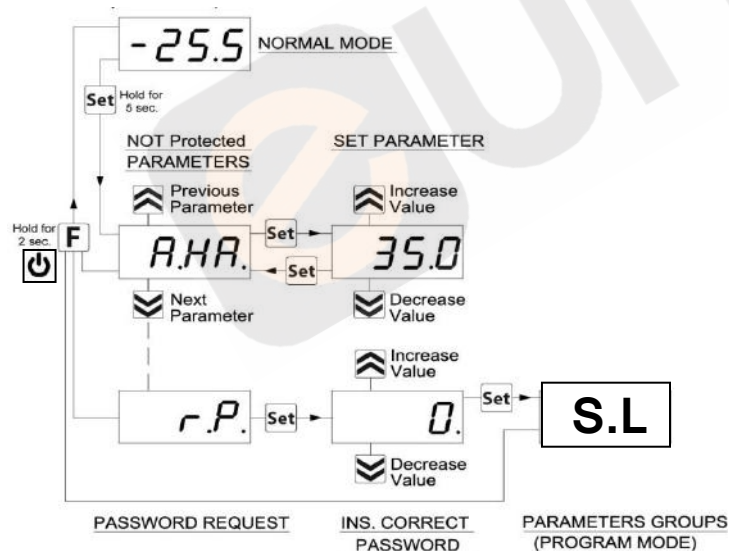 -25.5 NORMAL MODE
Set Hold for
5 sec.
NOT Protected
PARAMETERS
SET PARAMETER
Previous
Parameter
Increase
Value
Hold for
2 sec.
F
A.HA.
Set
Set
35.0
Next
Parameter
Decrease
Value
Increase
Value
r.P.
Set
0.
Set
S.L
Decrease
Value
PASSWORD REQUEST
INS. CORRECT
PASSWORD
PARAMETERS GROUPS
(PROGRAM MODE)